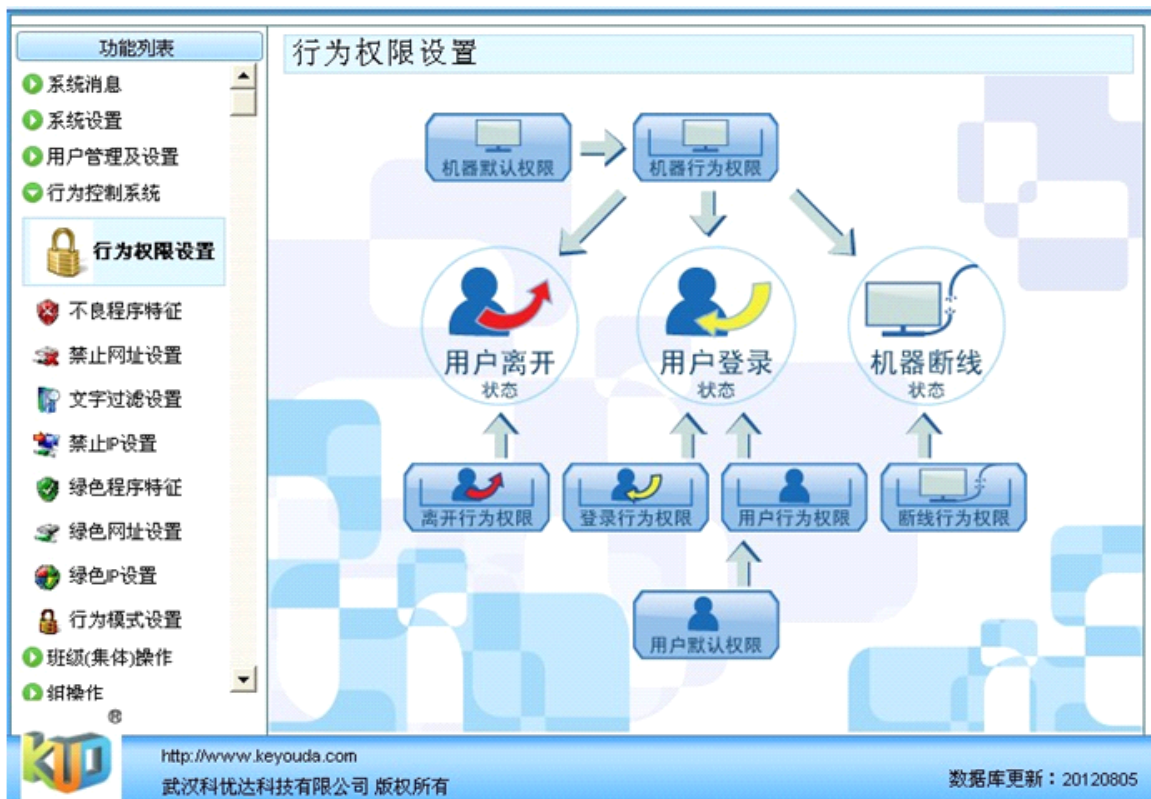 功能列表
系统消息
系统设置
用户管理及设置
行为控制系统
行为权限设置
不良程序特征
禁止网址设置
文字过滤设置
禁止IP设置
绿色程序特征
绿色网址设置
绿色IP设置
行为模式设置
班级(集体)操作
组操作
行为权限设置
机器默认权限
机器行为权限
用户离开
状态
用户登录
状态
机器断线
状态
离开行为权限
登录行为权限
用户行为权限
断线行为权限
用户默认权限
®
KYD
http://www.keyouda.com
武汉科优达科技有限公司 版权所有
数据库更新：20120805